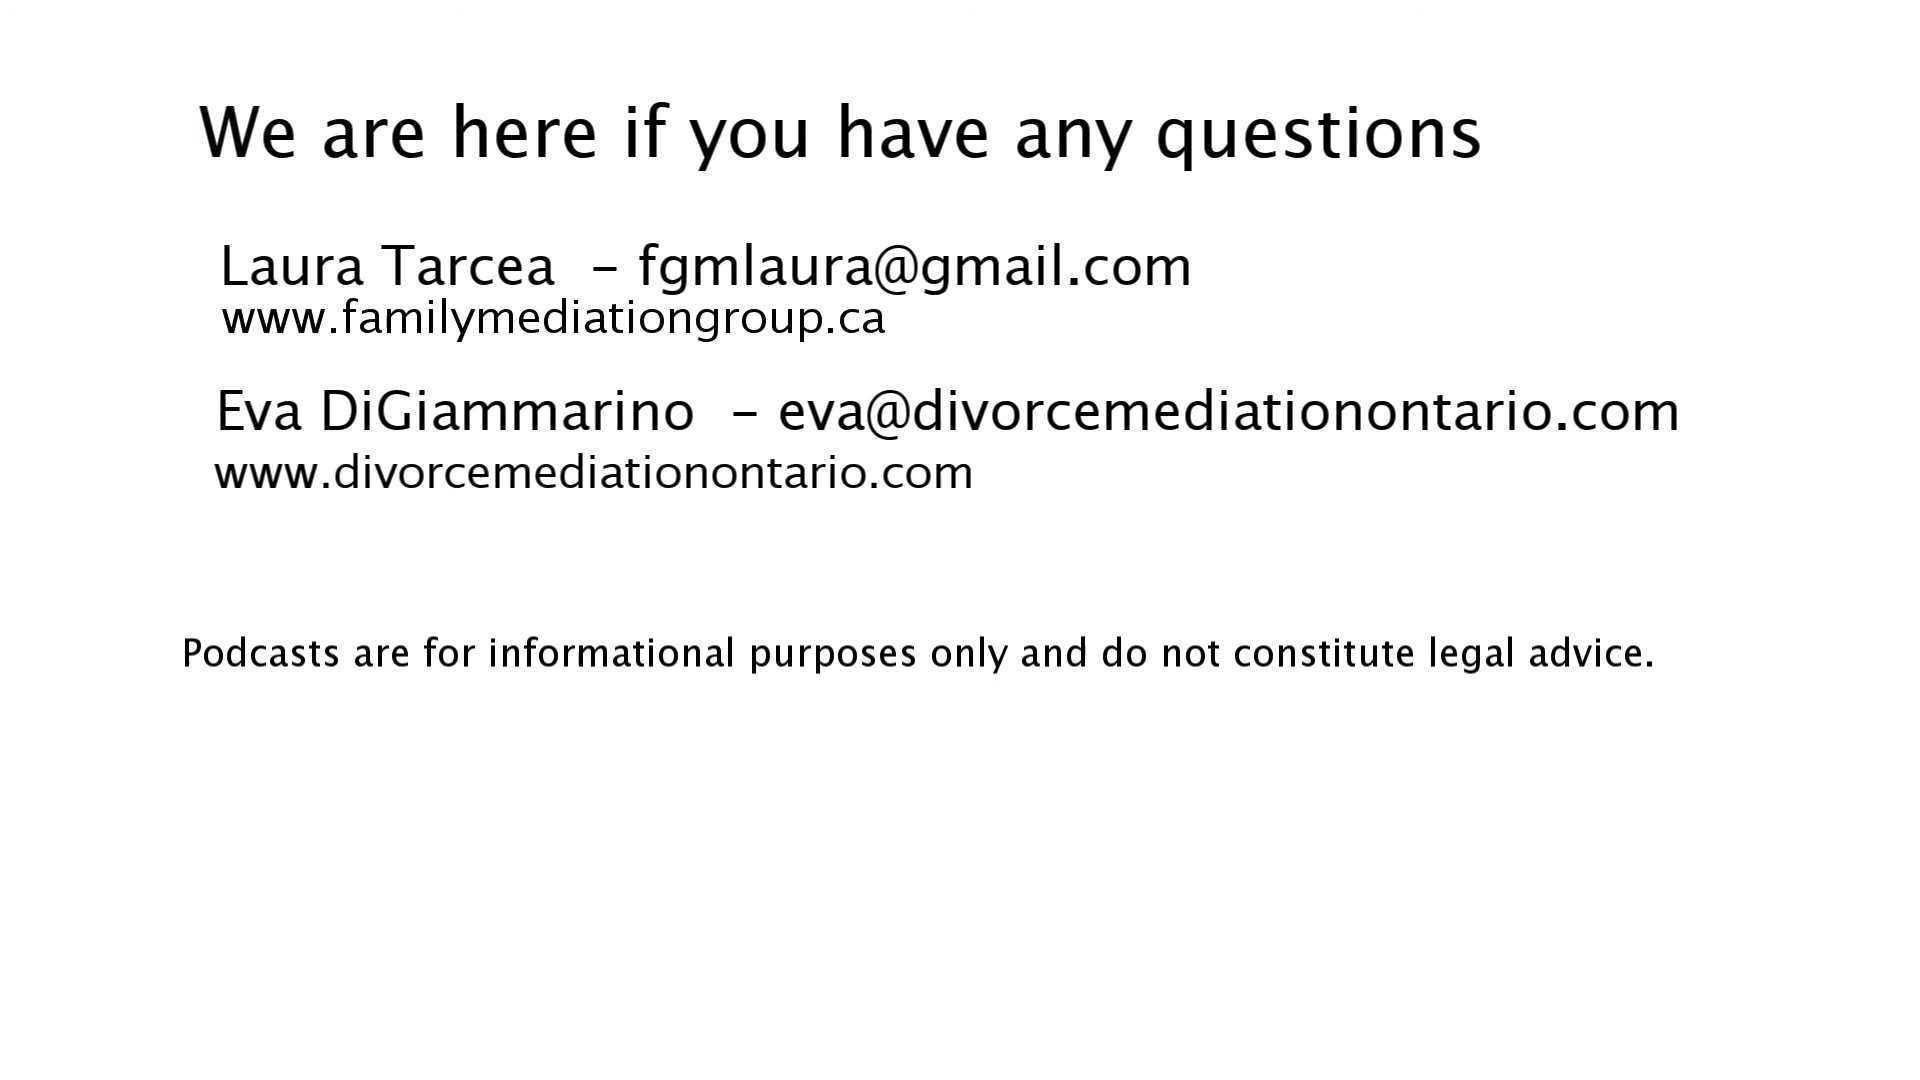 We are here if you have any questions
Laura Tarcea – fgmlaura@gmail.com
www.familymediationgroup.ca
Eva DiGiammarino – eva@divorcemediationontario.com
www.divorcemediationontario.com
Podcasts are for informational purposes only and do not constitute legal advice.